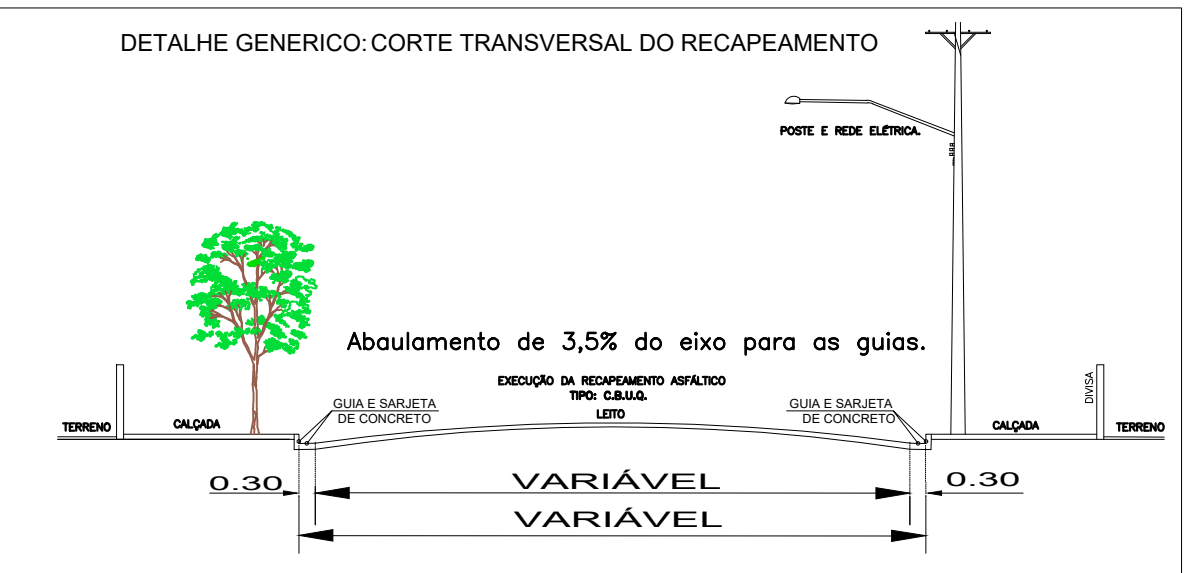 DETALHE GENERICO: CORTE TRANSVERSAL DO RECAPEAMENTO
POSTE E REDE ELÉTRICA.
Abaulamento de 3,5% do eixo para as guias.
EXECUÇÃO DA RECAPEAMENTO ASFÁLTICO
TIPO: C.B.U.Q.
LEITO
GUIA E SARJETA
DE CONCRETO
GUIA E SARJETA
DE CONCRETO
DIVISA
TERRENO
CALÇADA
CALÇADA
TERRENO
0.30
VARIÁVEL
0.30
VARIÁVEL